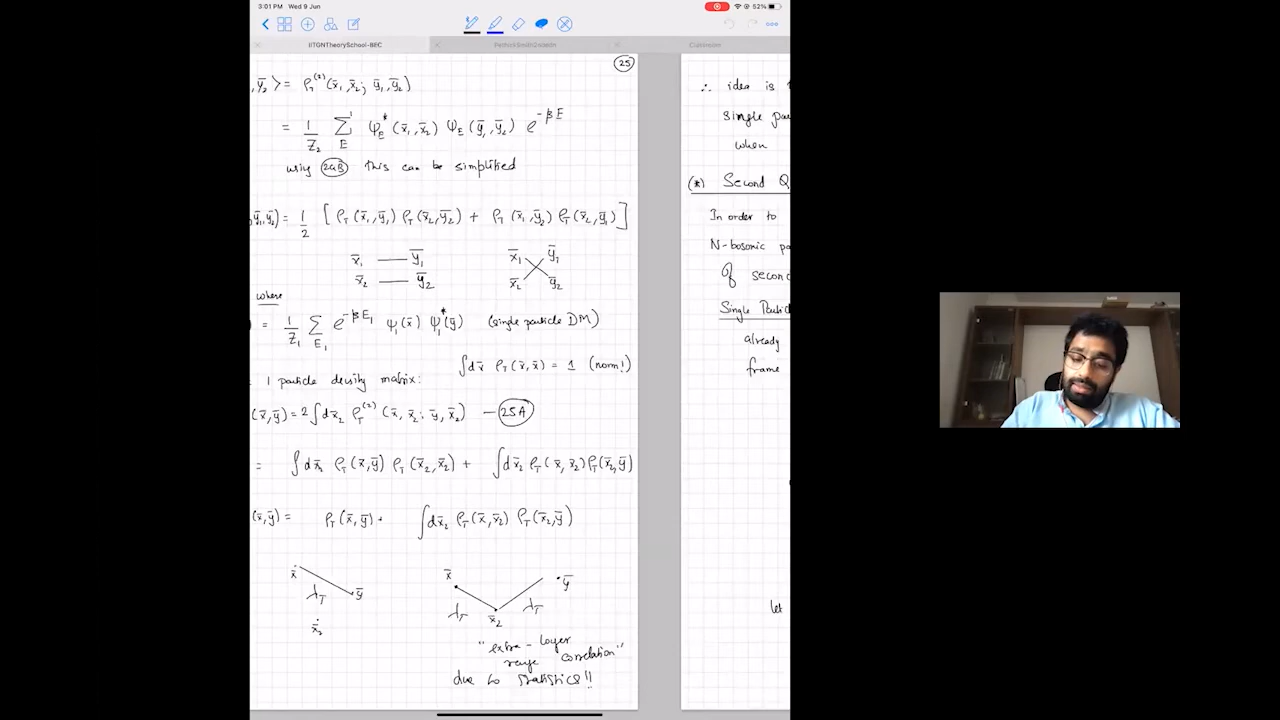 3:01 PM Wed 9 Jun
52%
IITGNTheorySchool-BEC
25
, ȳ₂ > = ρ_T^(2) (x̄₁, x̄₂; ȳ₁, ȳ₂)
= 1/Z₂ Σ'_E ψ_E* (x̄₁, x̄₂) ψ_E (ȳ₁, ȳ₂) e^{-βE}
using 24B this can be simplified
ȳ₁, ȳ₂) = 1/2 [ρ_T (x̄₁, ȳ₁) ρ_T (x̄₂, ȳ₂) + ρ_T (x̄₁, ȳ₂) ρ_T (x̄₂, ȳ₁)]
x̄₁ ȳ₁ x̄₁ ȳ₁
x̄₂ ȳ₂ x̄₂ ȳ₂
where
) = 1/Z₁ Σ_{E₁} e^{-βE₁} ψ₁(x̄) ψ₁*(ȳ) (single particle DM)
∫dx̄ ρ_T (x̄, x̄) = 1 (norm!)
1 particle density matrix:
(x̄, ȳ) = 2∫dx̄₂ ρ_T^(2) (x̄, x̄₂; ȳ, x̄₂) — 25A
= ∫dx̄₂ ρ_T (x̄, ȳ) ρ_T (x̄₂, x̄₂) + ∫dx̄₂ ρ_T (x̄, x̄₂) ρ_T (x̄₂, ȳ)
(x̄, ȳ) = ρ_T (x̄, ȳ) + ∫dx̄₂ ρ_T (x̄, x̄₂) ρ_T (x̄₂, ȳ)
x̄ λ_T ȳ
x̄₂
x̄ λ_T x̄₂ λ_T ȳ
"extra-longer
range correlation"
due to statistics!!
∴ idea is t
single pa
when
(*) Second Q
In order to
N-bosonic pa
of secon
Single Particl
already
frame
let